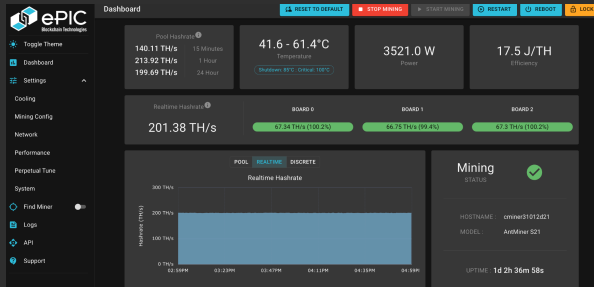 ePIC
Blockchain Technologies
Dashboard
RESET TO DEFAULT
STOP MINING
START MINING
RESTART
REBOOT
LOCK
Toggle Theme
Dashboard
Settings
Cooling
Mining Config
Network
Performance
Perpetual Tune
System
Find Miner
Logs
API
Support
Pool Hashrate
140.11 TH/s 15 Minutes
213.92 TH/s 1 Hour
199.69 TH/s 24 Hour
41.6 - 61.4°C
Temperature
Shutdown: 85°C | Critical: 100°C
3521.0 W
Power
17.5 J/TH
Efficiency
Realtime Hashrate
201.38 TH/s
BOARD 0
67.34 TH/s (100.2%)
BOARD 1
66.75 TH/s (99.4%)
BOARD 2
67.3 TH/s (100.2%)
POOL REALTIME DISCRETE
Realtime Hashrate
Hashrate (TH/s)
300 TH/s
200 TH/s
100 TH/s
0 TH/s
02:59PM 03:23PM 03:47PM 04:11PM 04:35PM 04:59P
Mining
STATUS
HOSTNAME : cminer31012d21
MODEL : AntMiner S21
UPTIME 1d 2h 36m 58s